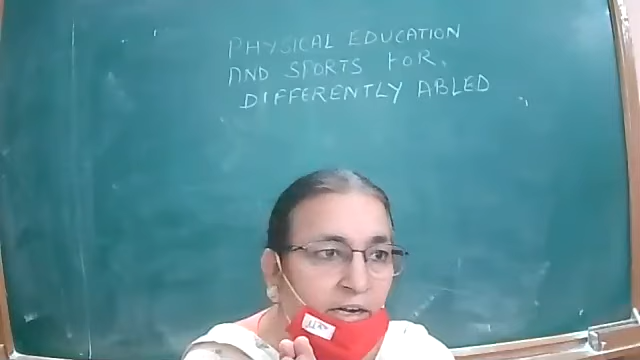 PHYSICAL EDUCATION
AND SPORTS FOR.
DIFFERENTLY ABLED